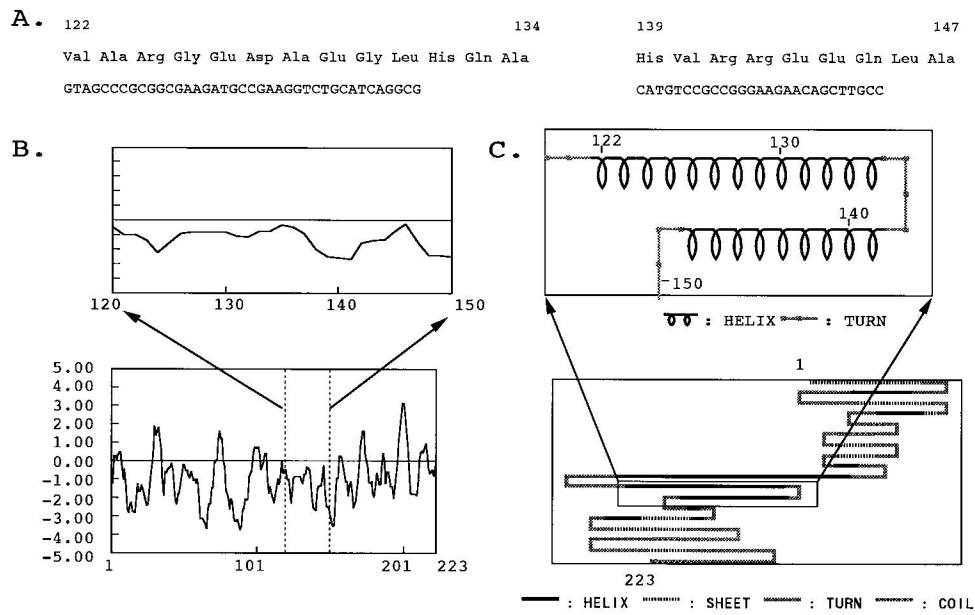 A.
122 134 139 147
Val Ala Arg Gly Glu Asp Ala Glu Gly Leu His Gln Ala His Val Arg Arg Glu Glu Gln Leu Ala
GTAGCCCGCGGCGAAGATGCCGAAGGTCTGCATCAGGCG CATGTCCGCCGGGAAGAACAGCTTGCC
B.
120 130 140 150
5.00
4.00
3.00
2.00
1.00
0.00
-1.00
-2.00
-3.00
-4.00
-5.00
1 101 201 223
C.
122 130
140
150
: HELIX : TURN
1
223
: HELIX : SHEET : TURN : COIL